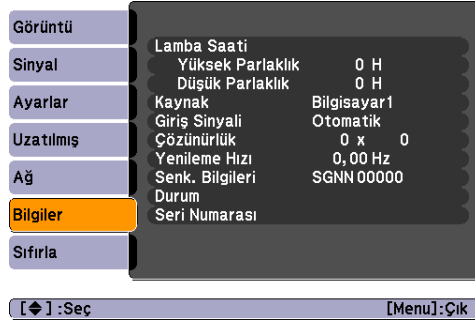 Görüntü
Sinyal
Ayarlar
Uzatılmış
Ağ
Bilgiler
Sıfırla
Lamba Saati
Yüksek Parlaklık 0 H
Düşük Parlaklık 0 H
Kaynak Bilgisayar1
Giriş Sinyali Otomatik
Çözünürlük 0 x 0
Yenileme Hızı 0,00 Hz
Senk. Bilgileri SGNN 00000
Durum
Seri Numarası
[ ] :Seç [Menu]:Çık